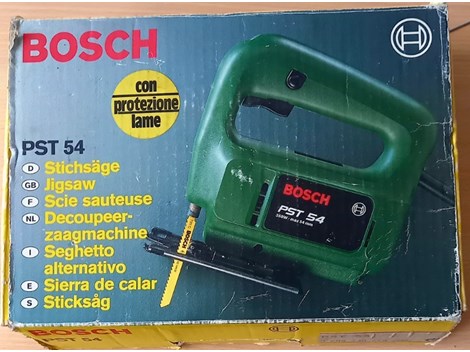 BOSCH
con
protezione
lame
PST 54
D Stichsäge
GB Jigsaw
F Scie sauteuse
NL Decoupeer-
zaagmachine
I Seghetto
alternativo
E Sierra de calar
S Sticksåg
BOSCH
PST 54
BOSCH
PST 54